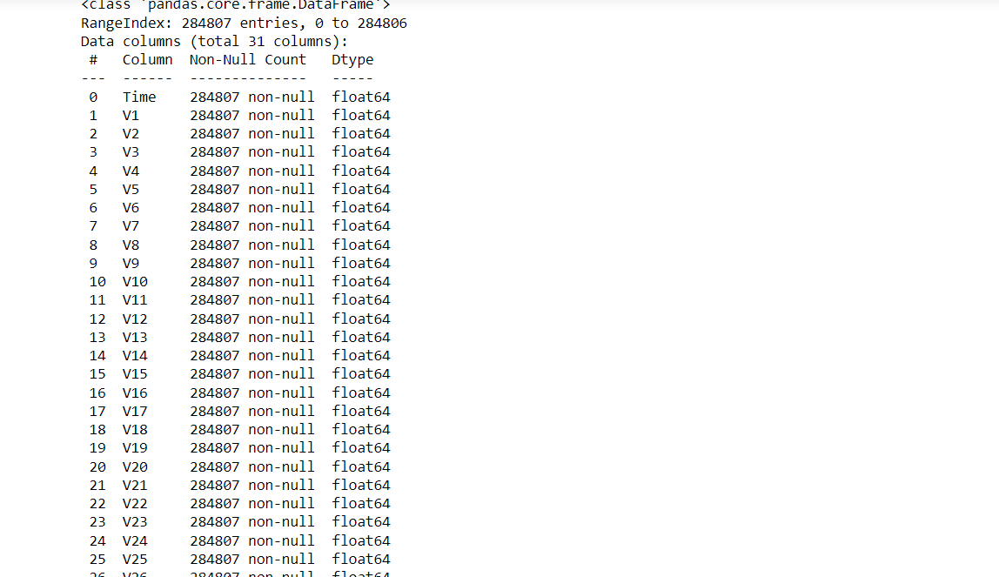 <class 'pandas.core.frame.DataFrame'>
RangeIndex: 284807 entries, 0 to 284806
Data columns (total 31 columns):
 #   Column  Non-Null Count   Dtype
---  ------  --------------   -----
 0   Time    284807 non-null  float64
 1   V1      284807 non-null  float64
 2   V2      284807 non-null  float64
 3   V3      284807 non-null  float64
 4   V4      284807 non-null  float64
 5   V5      284807 non-null  float64
 6   V6      284807 non-null  float64
 7   V7      284807 non-null  float64
 8   V8      284807 non-null  float64
 9   V9      284807 non-null  float64
 10  V10     284807 non-null  float64
 11  V11     284807 non-null  float64
 12  V12     284807 non-null  float64
 13  V13     284807 non-null  float64
 14  V14     284807 non-null  float64
 15  V15     284807 non-null  float64
 16  V16     284807 non-null  float64
 17  V17     284807 non-null  float64
 18  V18     284807 non-null  float64
 19  V19     284807 non-null  float64
 20  V20     284807 non-null  float64
 21  V21     284807 non-null  float64
 22  V22     284807 non-null  float64
 23  V23     284807 non-null  float64
 24  V24     284807 non-null  float64
 25  V25     284807 non-null  float64
 26  V26     284807 non-null  float64